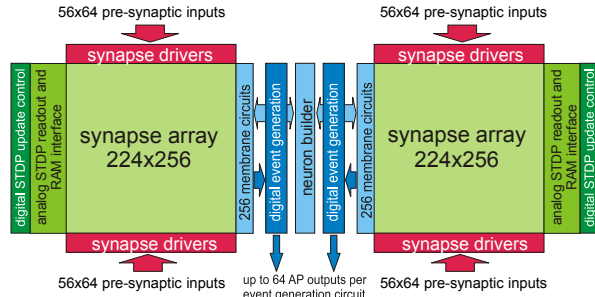 56x64 pre-synaptic inputs
56x64 pre-synaptic inputs
synapse drivers
synapse drivers
digital STDP update control
analog STDP readout and
RAM interface
synapse array
224x256
256 membrane circuits
digital event generation
neuron builder
digital event generation
256 membrane circuits
synapse array
224x256
analog STDP readout and
RAM interface
digital STDP update control
synapse drivers
synapse drivers
56x64 pre-synaptic inputs
up to 64 AP outputs per
event generation circuit
56x64 pre-synaptic inputs